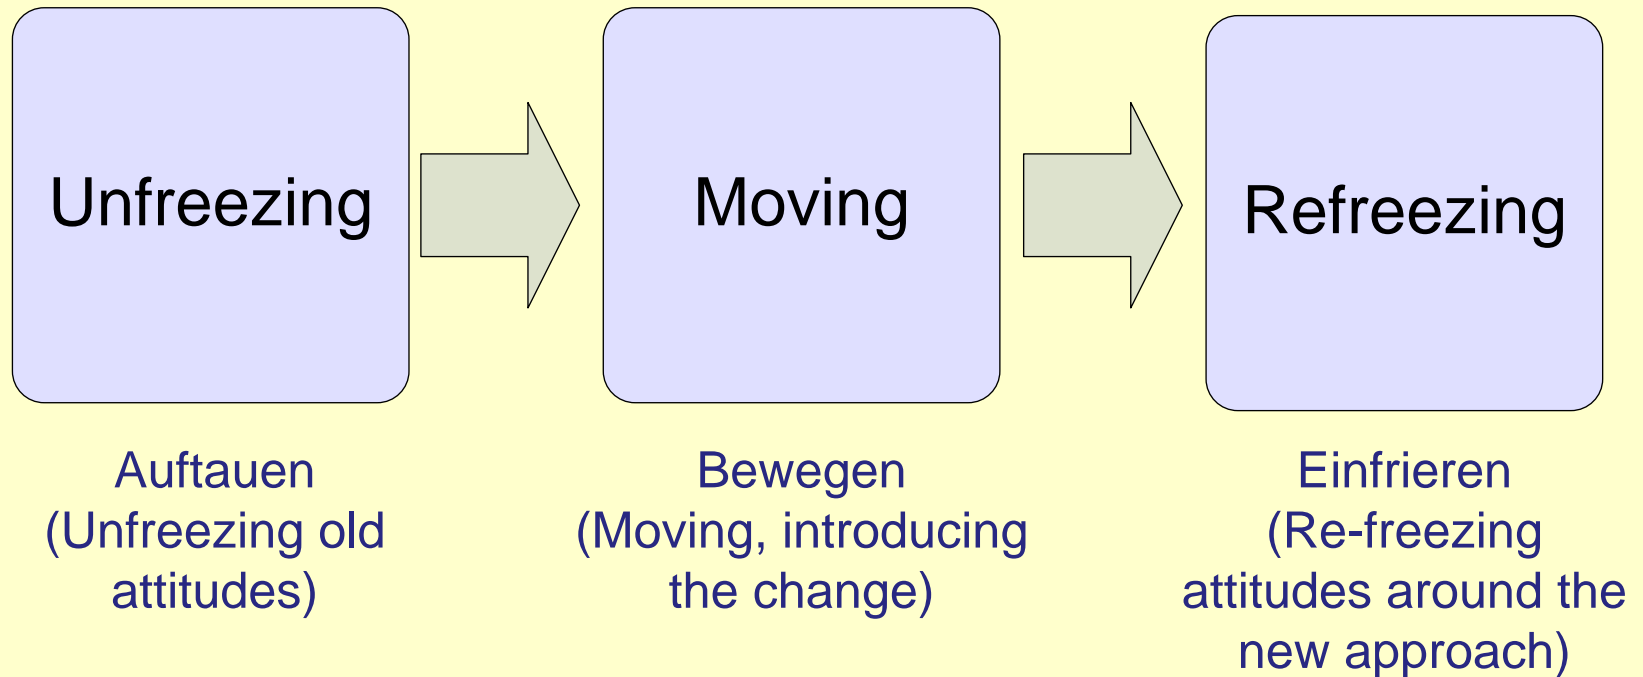 Unfreezing
Moving
Refreezing
Auftauen
(Unfreezing old
attitudes)
Bewegen
(Moving, introducing
the change)
Einfrieren
(Re-freezing
attitudes around the
new approach)